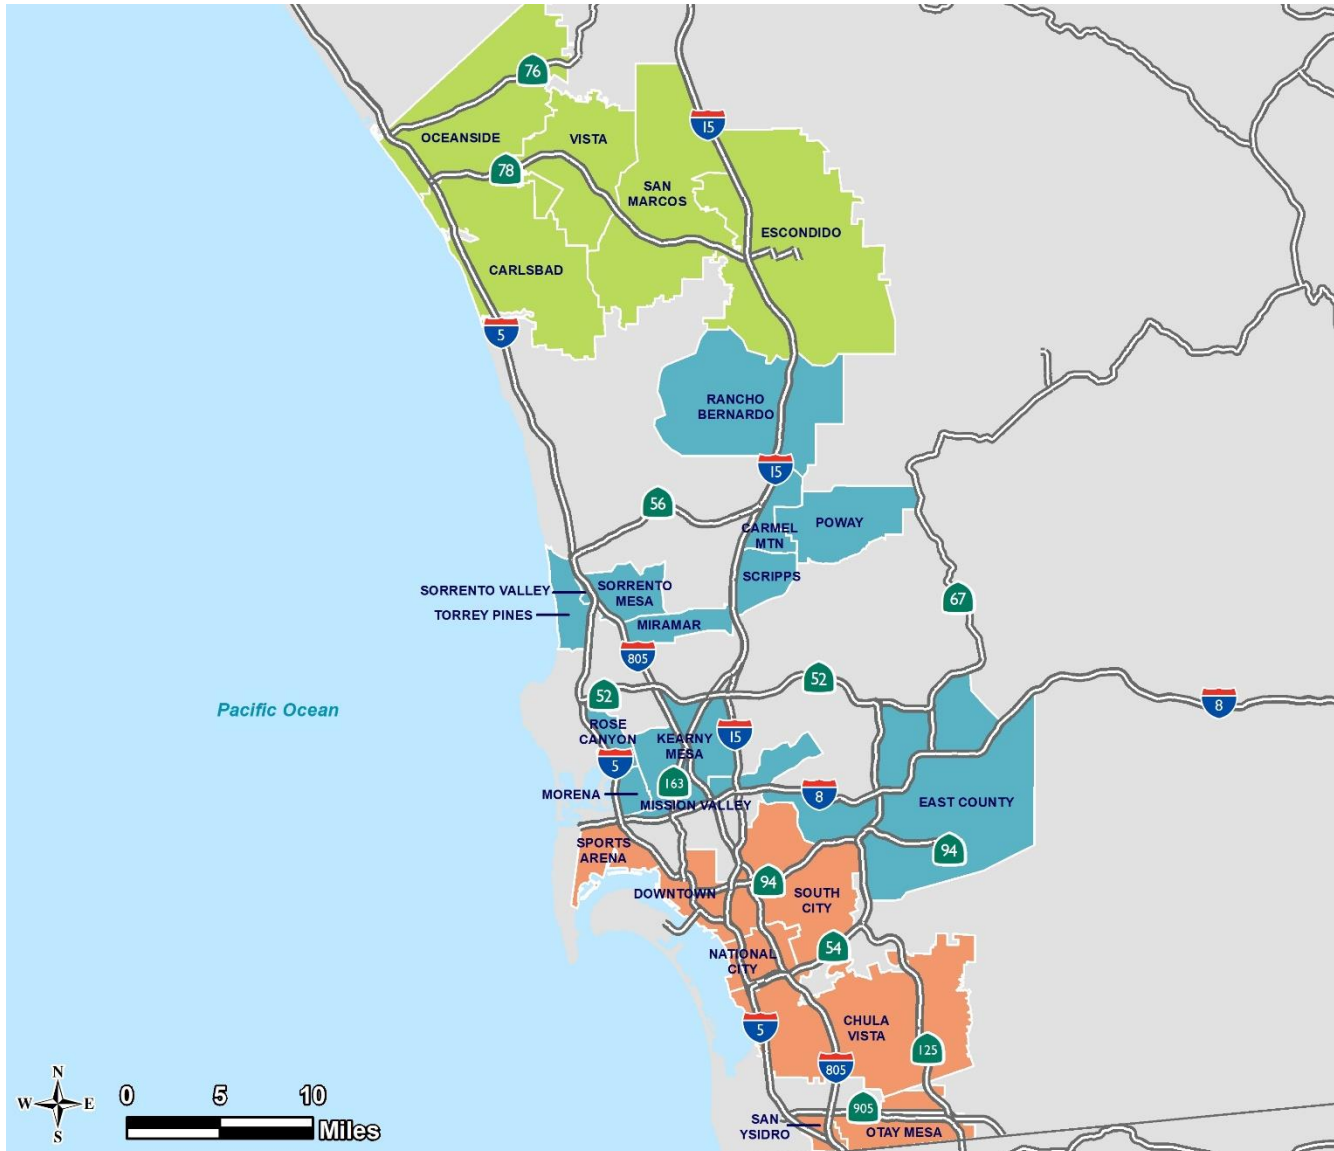 76
OCEANSIDE
VISTA
15
78
SAN
MARCOS
ESCONDIDO
CARLSBAD
5
RANCHO
BERNARDO
15
56
CARMEL
MTN
POWAY
SORRENTO VALLEY
SORRENTO
MESA
SCRIPPS
TORREY PINES
MIRAMAR
67
805
52
52
Pacific Ocean
8
ROSE
CANYON
KEARNY
MESA
15
5
163
MORENA
MISSION VALLEY
8
EAST COUNTY
SPORTS
ARENA
94
94
DOWNTOWN
SOUTH
CITY
NATIONAL
CITY
54
5
CHULA
VISTA
125
805
905
SAN
YSIDRO
OTAY MESA
N
W E
S
0 5 10
Miles